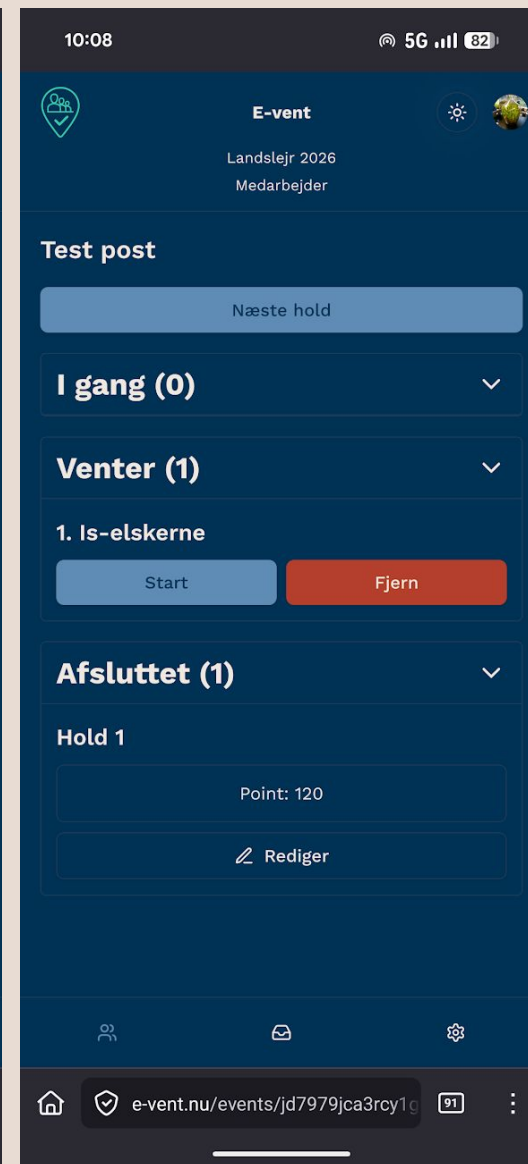 10:08
5G 82
E-vent
Landslejr 2026
Medarbejder
Test post
Næste hold
I gang (0)
Venter (1)
1. Is-elskerne
Start Fjern
Afsluttet (1)
Hold 1
Point: 120
Rediger
e-vent.nu/events/jd7979jca3rcy1g 91